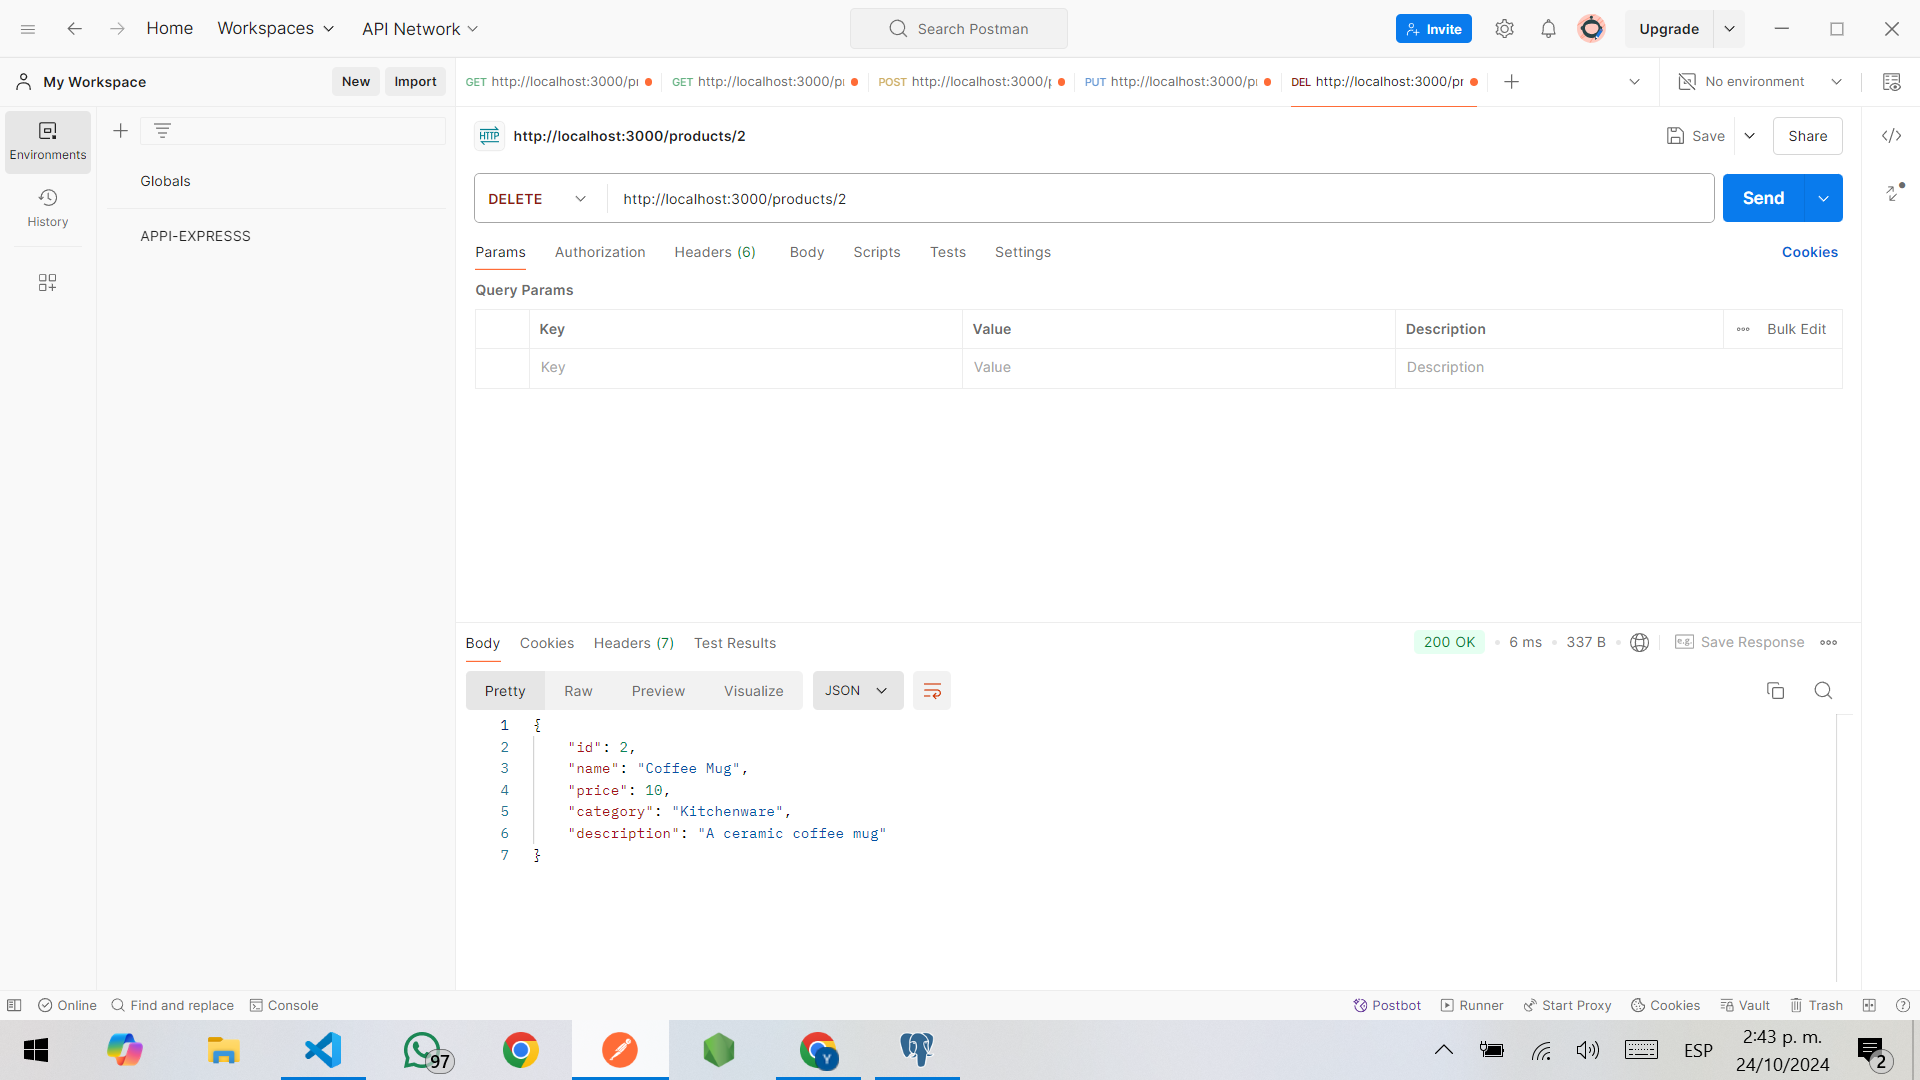 Home Workspaces API Network Search Postman Invite Upgrade
My Workspace New Import GET http://localhost:3000/pr GET http://localhost:3000/pr POST http://localhost:3000/p PUT http://localhost:3000/pr DEL http://localhost:3000/pr No environment
Environments
History
Globals
APPI-EXPRESSS
HTTP http://localhost:3000/products/2 Save Share
DELETE http://localhost:3000/products/2 Send
Params Authorization Headers (6) Body Scripts Tests Settings Cookies
Query Params
Key Value Description Bulk Edit
Key Value Description
Body Cookies Headers (7) Test Results 200 OK 6 ms 337 B e.g. Save Response
Pretty Raw Preview Visualize JSON
1 {
2 "id": 2,
3 "name": "Coffee Mug",
4 "price": 10,
5 "category": "Kitchenware",
6 "description": "A ceramic coffee mug"
7 }
Online Find and replace Console Postbot Runner Start Proxy Cookies Vault Trash
97 Y ESP 2:43 p. m. 2
24/10/2024